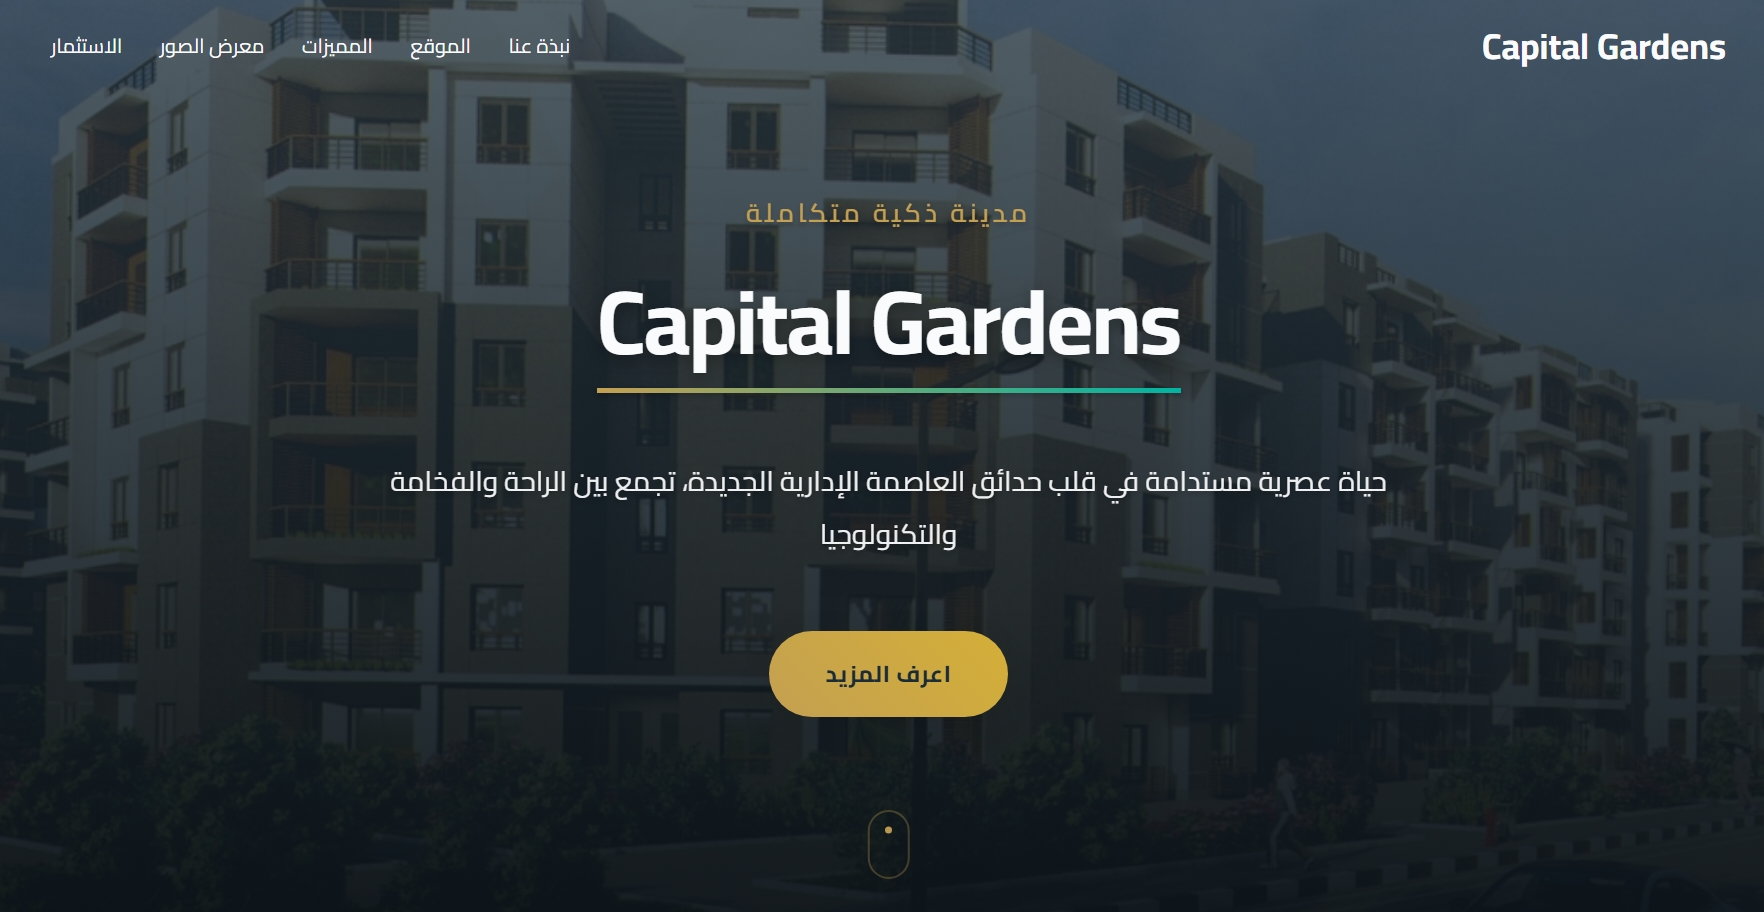 Capital Gardens
نبذة عنا
الموقع
المميزات
معرض الصور
الاستثمار
مدينة ذكية متكاملة
Capital Gardens
حياة عصرية مستدامة في قلب حدائق العاصمة الإدارية الجديدة، تجمع بين الراحة والفخامة
والتكنولوجيا
اعرف المزيد